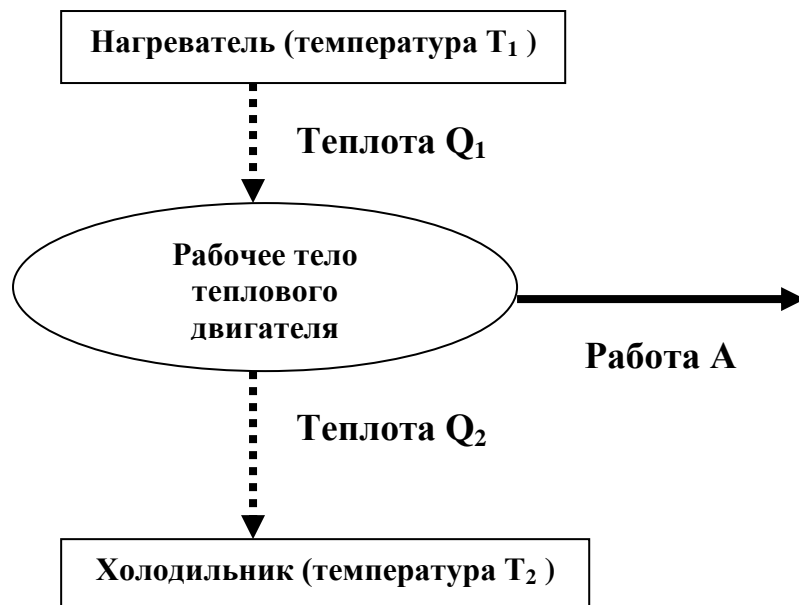 Нагреватель (температура T₁ )
Теплота Q₁
Рабочее тело
теплового
двигателя
Работа A
Теплота Q₂
Холодильник (температура T₂ )